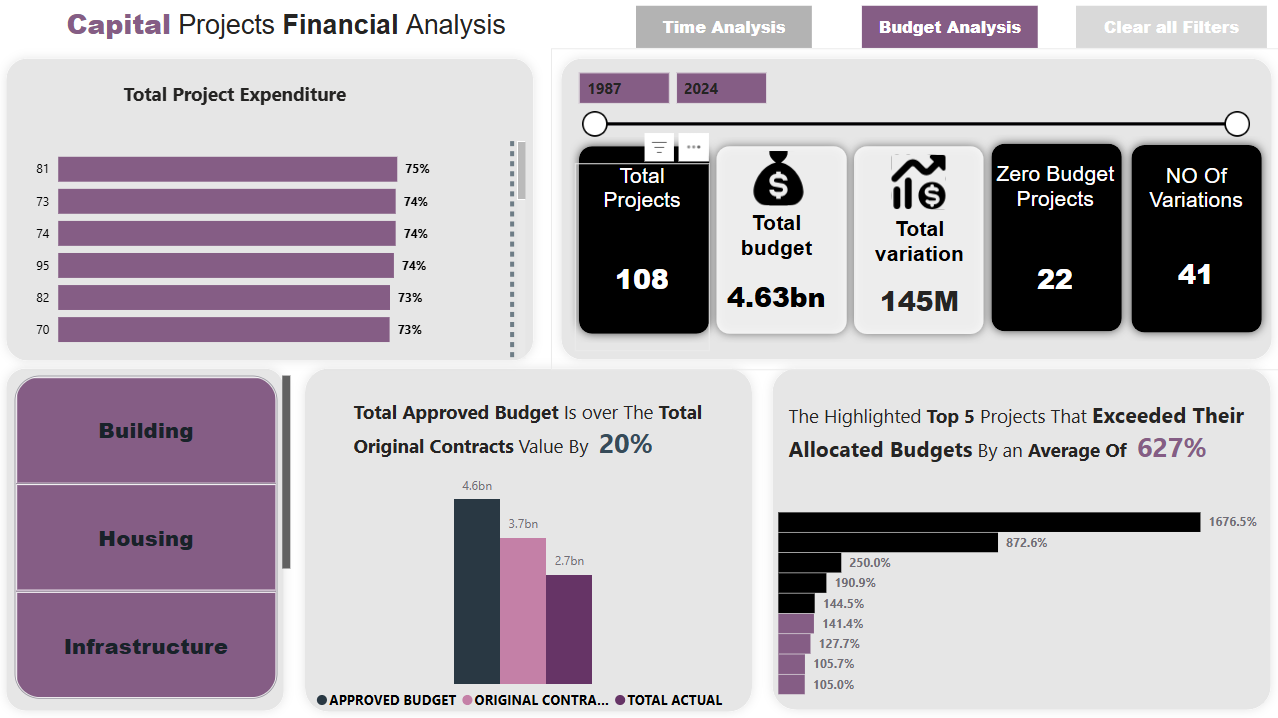 Capital Projects Financial Analysis
Time Analysis
Budget Analysis
Clear all Filters
Total Project Expenditure
81 75%
73 74%
74 74%
95 74%
82 73%
70 73%
1987
2024
Total
Projects
108
Total
budget
4.63bn
Total
variation
145M
Zero Budget
Projects
22
NO Of
Variations
41
Building
Housing
Infrastructure
Total Approved Budget Is over The Total
Original Contracts Value By 20%
4.6bn
3.7bn
2.7bn
APPROVED BUDGET ORIGINAL CONTRA... TOTAL ACTUAL
The Highlighted Top 5 Projects That Exceeded Their
Allocated Budgets By an Average Of 627%
1676.5%
872.6%
250.0%
190.9%
144.5%
141.4%
127.7%
105.7%
105.0%